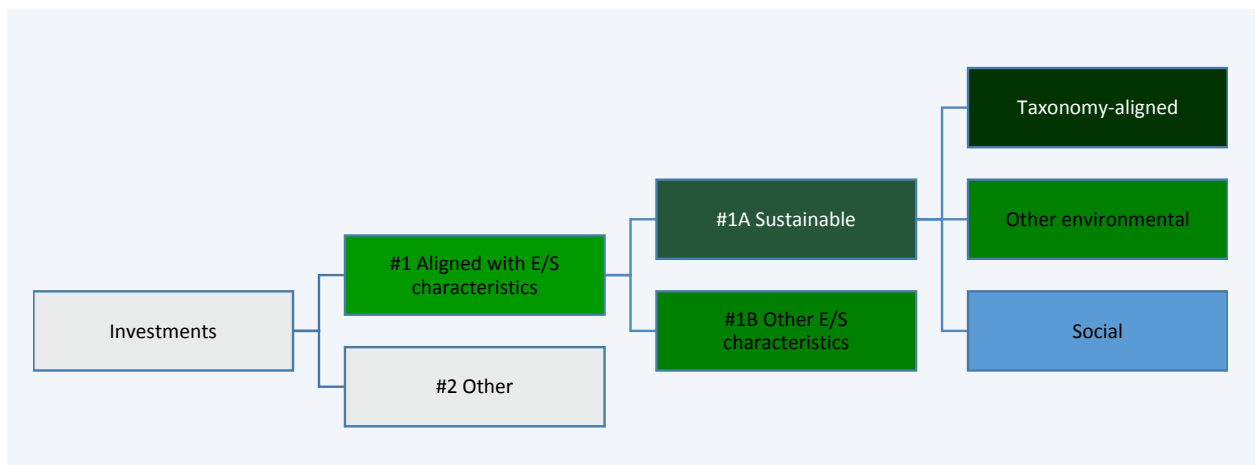 Investments
#1 Aligned with E/S
characteristics
#2 Other
#1A Sustainable
#1B Other E/S
characteristics
Taxonomy-aligned
Other environmental
Social